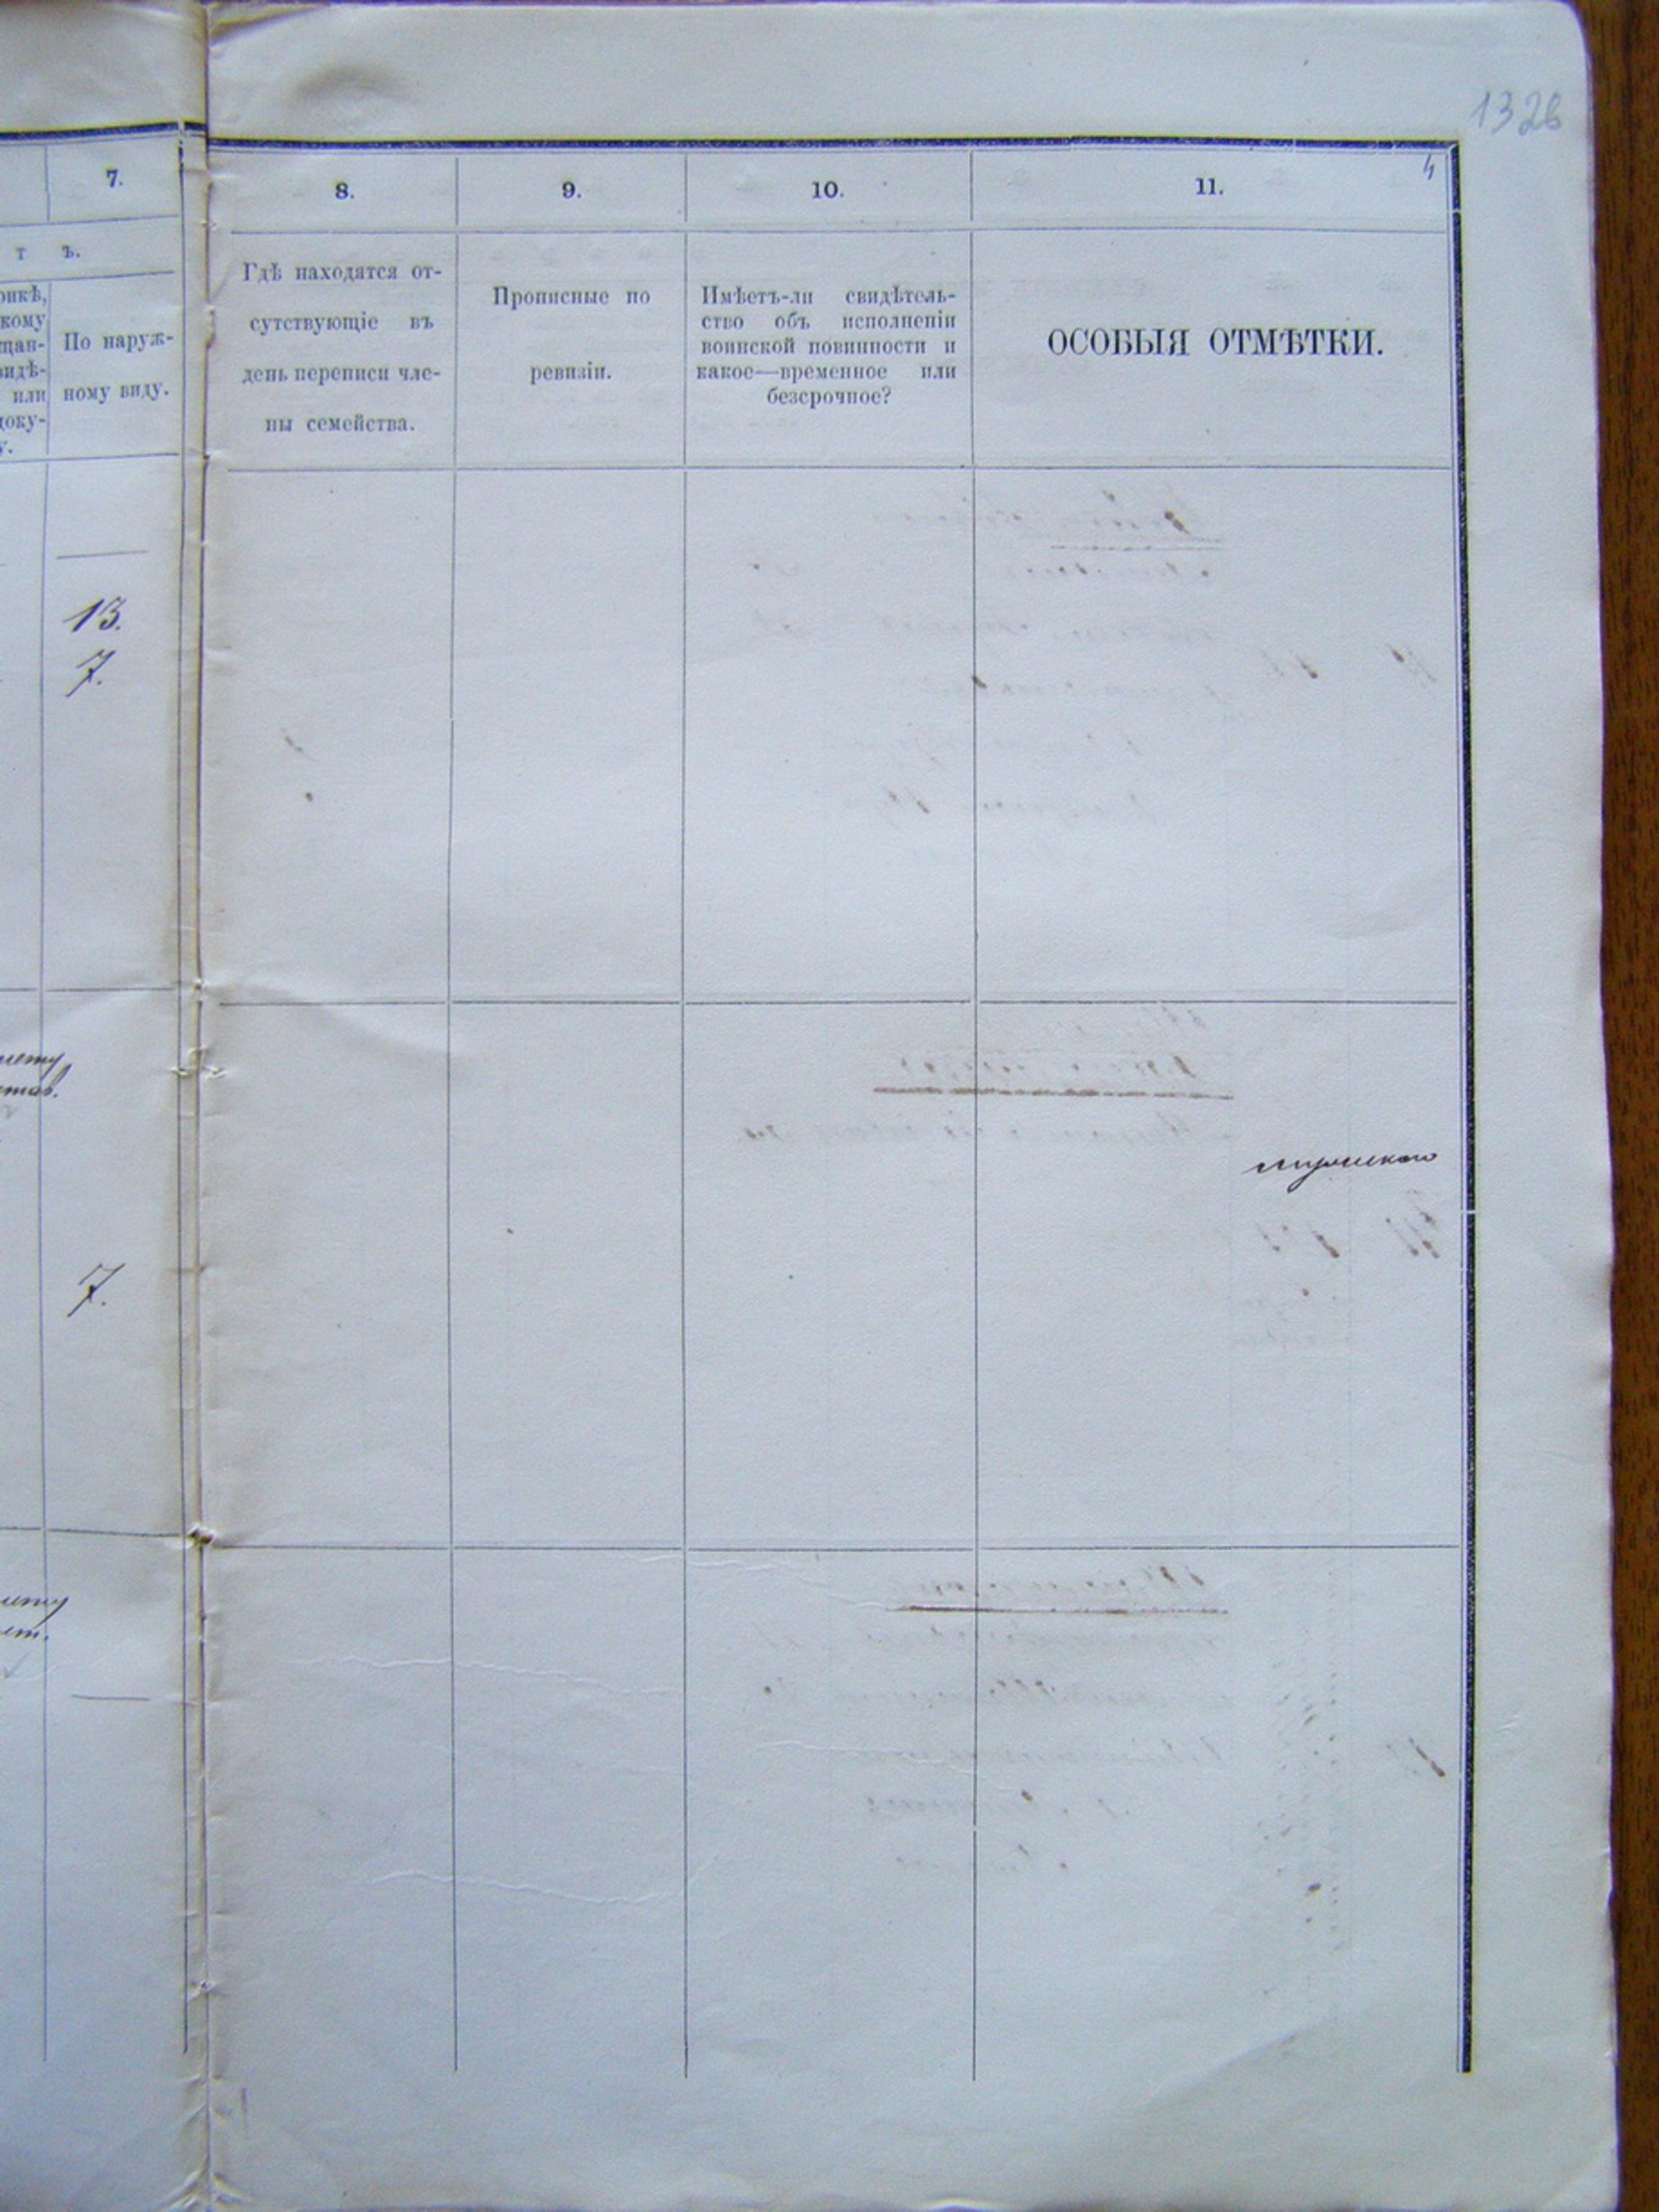 132в
7.
8.
9.
10.
11.
4
т ъ.
По наруж-
ному виду.
Гдѣ находятся от-
сутствующіе въ
день переписи чле-
ны семейства.
Прописные по
ревизіи.
Имѣетъ-ли свидѣтель-
ство объ исполненіи
воинской повинности и
какое—временное или
безсрочное?
ОСОБЫЯ ОТМѢТКИ.
13.
7.
7.